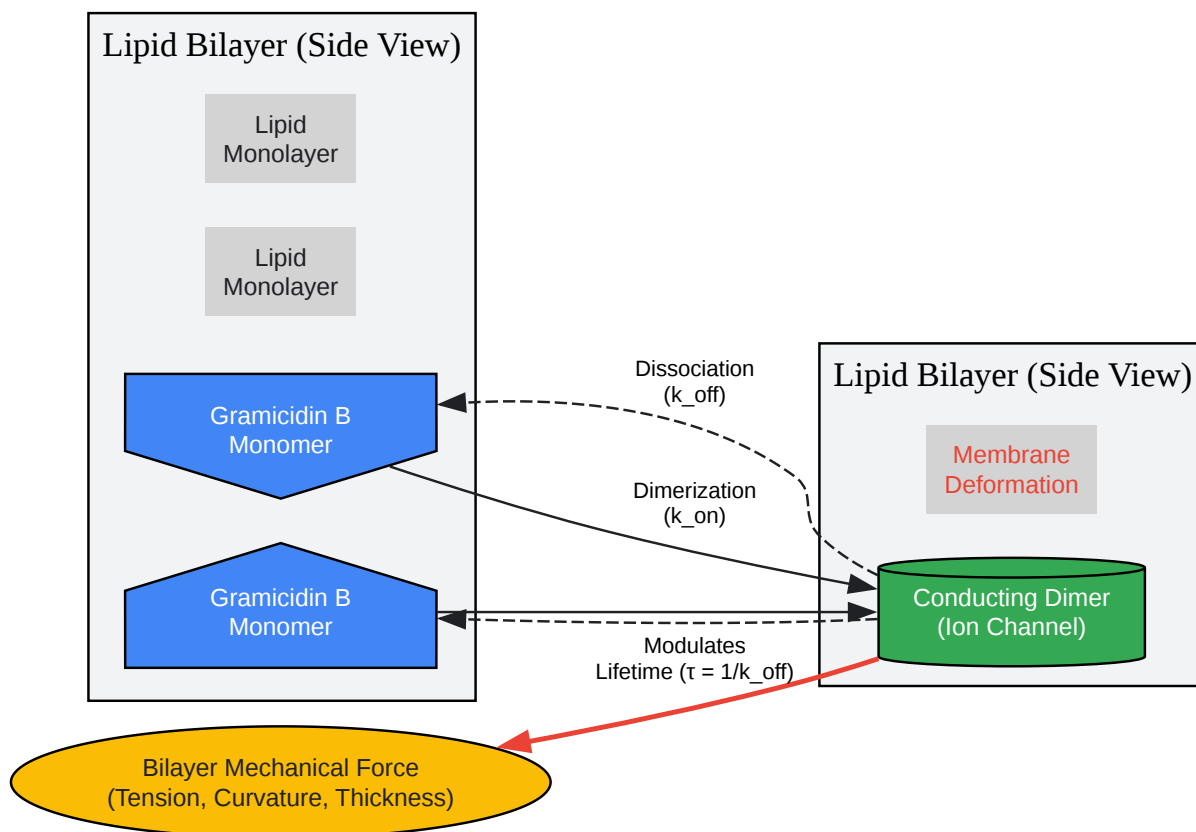 Lipid Bilayer (Side View)
Lipid
Monolayer
Lipid
Monolayer
Gramicidin B
Monomer
Gramicidin B
Monomer
Dissociation
(k_off)
Dimerization
(k_on)
Modulates
Lifetime (τ = 1/k_off)
Lipid Bilayer (Side View)
Membrane
Deformation
Conducting Dimer
(Ion Channel)
Bilayer Mechanical Force
(Tension, Curvature, Thickness)